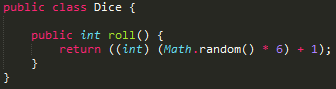 public class Dice {
public int roll() {
return ((int) (Math.random() * 6) + 1);
}
}